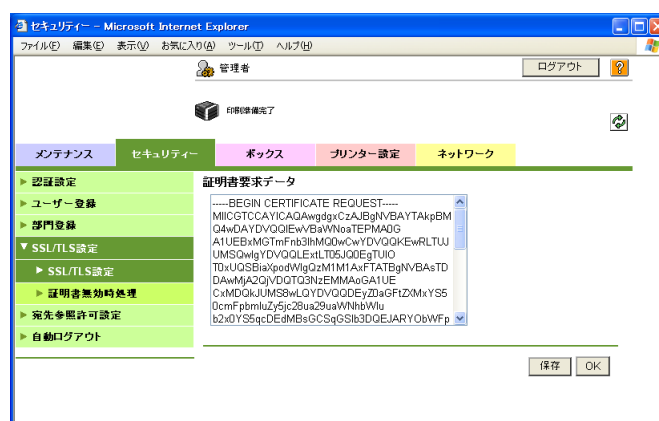 セキュリティー - Microsoft Internet Explorer
ファイル(F) 編集(E) 表示(V) お気に入り(A) ツール(T) ヘルプ(H)
管理者 ログアウト
印刷準備完了
メンテナンス セキュリティー ボックス プリンター設定 ネットワーク
認証設定
ユーザー登録
部門登録
SSL/TLS設定
SSL/TLS設定
証明書無効時処理
宛先参照許可設定
自動ログアウト
証明書要求データ
-----BEGIN CERTIFICATE REQUEST-----
MIICGTCCAYICAQAwgdgxCzAJBgNVBAYTAkpBM
Q4wDAYDVQQIEwVBaWNoaTEPMA0G
A1UEBxMGTmFnb3lhMQ0wCwYDVQQKEwRLTUJ
UMSQwIgYDVQQLExtLT05JQ0EgTUlO
T0xUQSBiaXpodWIgQzM1M1AxFTATBgNVBAsTD
DAwMjA2QjVDQTQ3NzEMMAoGA1UE
CxMDQkJUMS8wLQYDVQQDEyZ0aGFtZXMxYS5
0cmFpbmluZy5jc28ua29uaWNhbWlu
b2x0YS5qcDEdMBsGCSqGSIb3DQEJARYObWFp
保存 OK